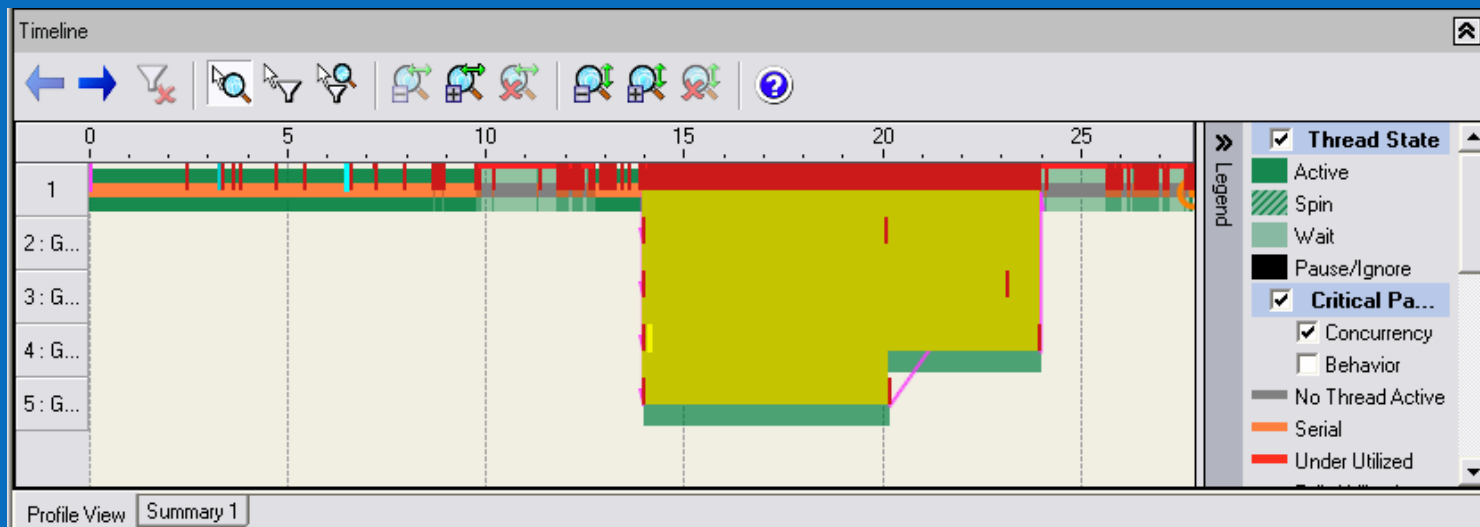 Timeline
0 5 10 15 20 25
1
2 : G...
3 : G...
4 : G...
5 : G...
Legend
Thread State
Active
Spin
Wait
Pause/Ignore
Critical Pa...
Concurrency
Behavior
No Thread Active
Serial
Under Utilized
Profile View Summary 1